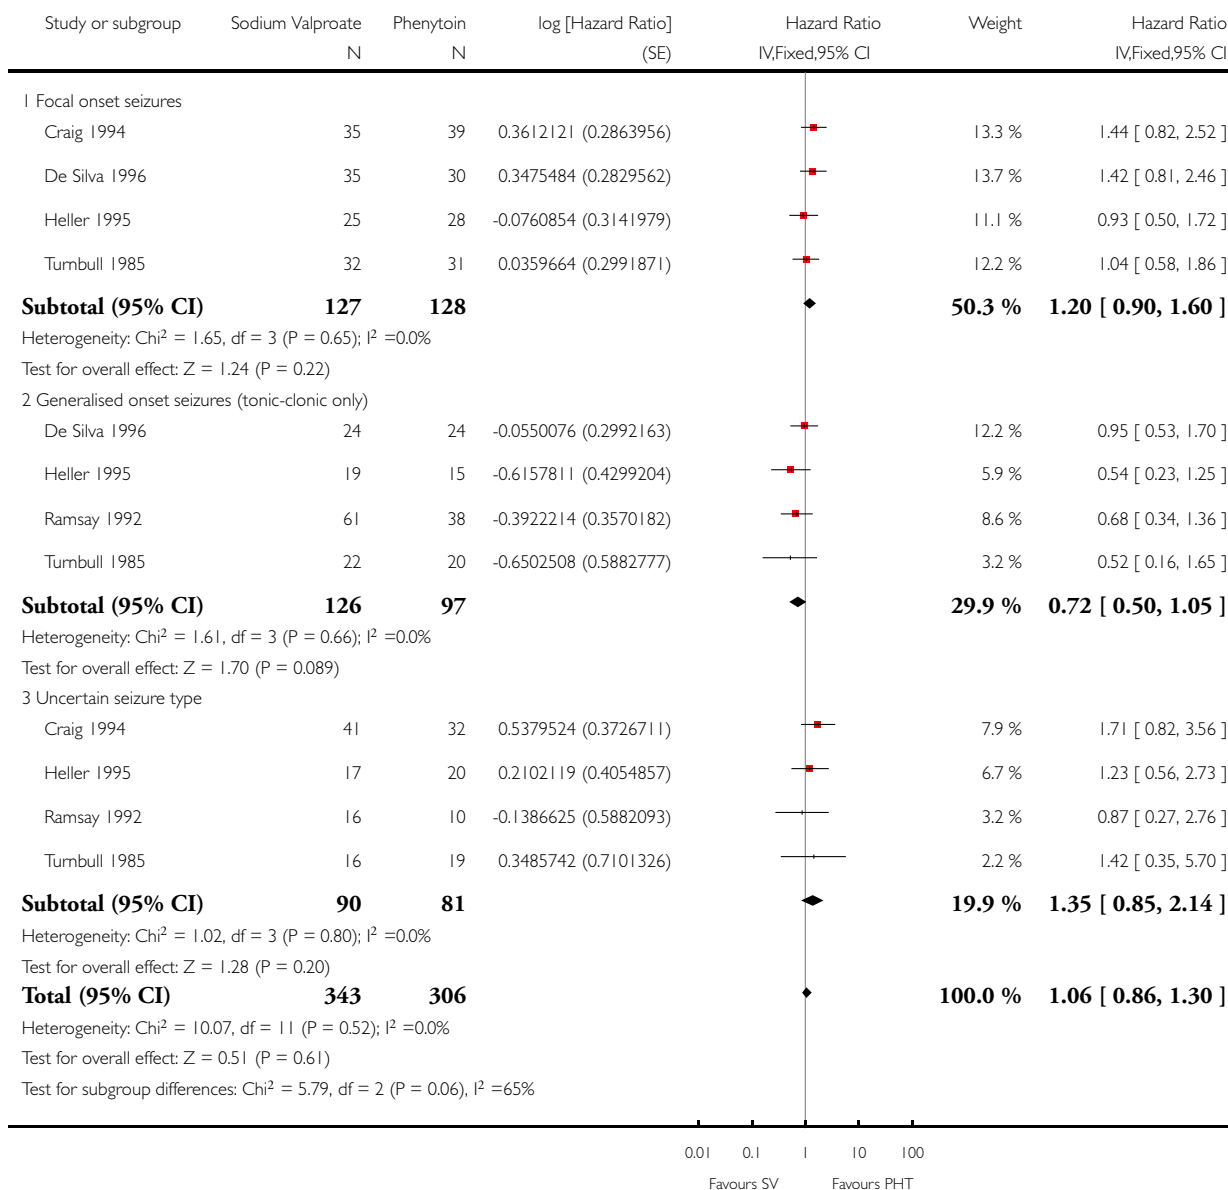 Study or subgroup Sodium Valproate Phenytoin log [Hazard Ratio] Hazard Ratio Weight Hazard Ratio
N N (SE) IV,Fixed,95% CI IV,Fixed,95% CI
1 Focal onset seizures
Craig 1994 35 39 0.3612121 (0.2863956) 13.3 % 1.44 [ 0.82, 2.52 ]
De Silva 1996 35 30 0.3475484 (0.2829562) 13.7 % 1.42 [ 0.81, 2.46 ]
Heller 1995 25 28 -0.0760854 (0.3141979) 11.1 % 0.93 [ 0.50, 1.72 ]
Turnbull 1985 32 31 0.0359664 (0.2991871) 12.2 % 1.04 [ 0.58, 1.86 ]
Subtotal (95% CI) 127 128 50.3 % 1.20 [ 0.90, 1.60 ]
Heterogeneity: Chi² = 1.65, df = 3 (P = 0.65); I² =0.0%
Test for overall effect: Z = 1.24 (P = 0.22)
2 Generalised onset seizures (tonic-clonic only)
De Silva 1996 24 24 -0.0550076 (0.2992163) 12.2 % 0.95 [ 0.53, 1.70 ]
Heller 1995 19 15 -0.6157811 (0.4299204) 5.9 % 0.54 [ 0.23, 1.25 ]
Ramsay 1992 61 38 -0.3922214 (0.3570182) 8.6 % 0.68 [ 0.34, 1.36 ]
Turnbull 1985 22 20 -0.6502508 (0.5882777) 3.2 % 0.52 [ 0.16, 1.65 ]
Subtotal (95% CI) 126 97 29.9 % 0.72 [ 0.50, 1.05 ]
Heterogeneity: Chi² = 1.61, df = 3 (P = 0.66); I² =0.0%
Test for overall effect: Z = 1.70 (P = 0.089)
3 Uncertain seizure type
Craig 1994 41 32 0.5379524 (0.3726711) 7.9 % 1.71 [ 0.82, 3.56 ]
Heller 1995 17 20 0.2102119 (0.4054857) 6.7 % 1.23 [ 0.56, 2.73 ]
Ramsay 1992 16 10 -0.1386625 (0.5882093) 3.2 % 0.87 [ 0.27, 2.76 ]
Turnbull 1985 16 19 0.3485742 (0.7101326) 2.2 % 1.42 [ 0.35, 5.70 ]
Subtotal (95% CI) 90 81 19.9 % 1.35 [ 0.85, 2.14 ]
Heterogeneity: Chi² = 1.02, df = 3 (P = 0.80); I² =0.0%
Test for overall effect: Z = 1.28 (P = 0.20)
Total (95% CI) 343 306 100.0 % 1.06 [ 0.86, 1.30 ]
Heterogeneity: Chi² = 10.07, df = 11 (P = 0.52); I² =0.0%
Test for overall effect: Z = 0.51 (P = 0.61)
Test for subgroup differences: Chi² = 5.79, df = 2 (P = 0.06), I² =65%
0.01 0.1 1 10 100
Favours SV Favours PHT